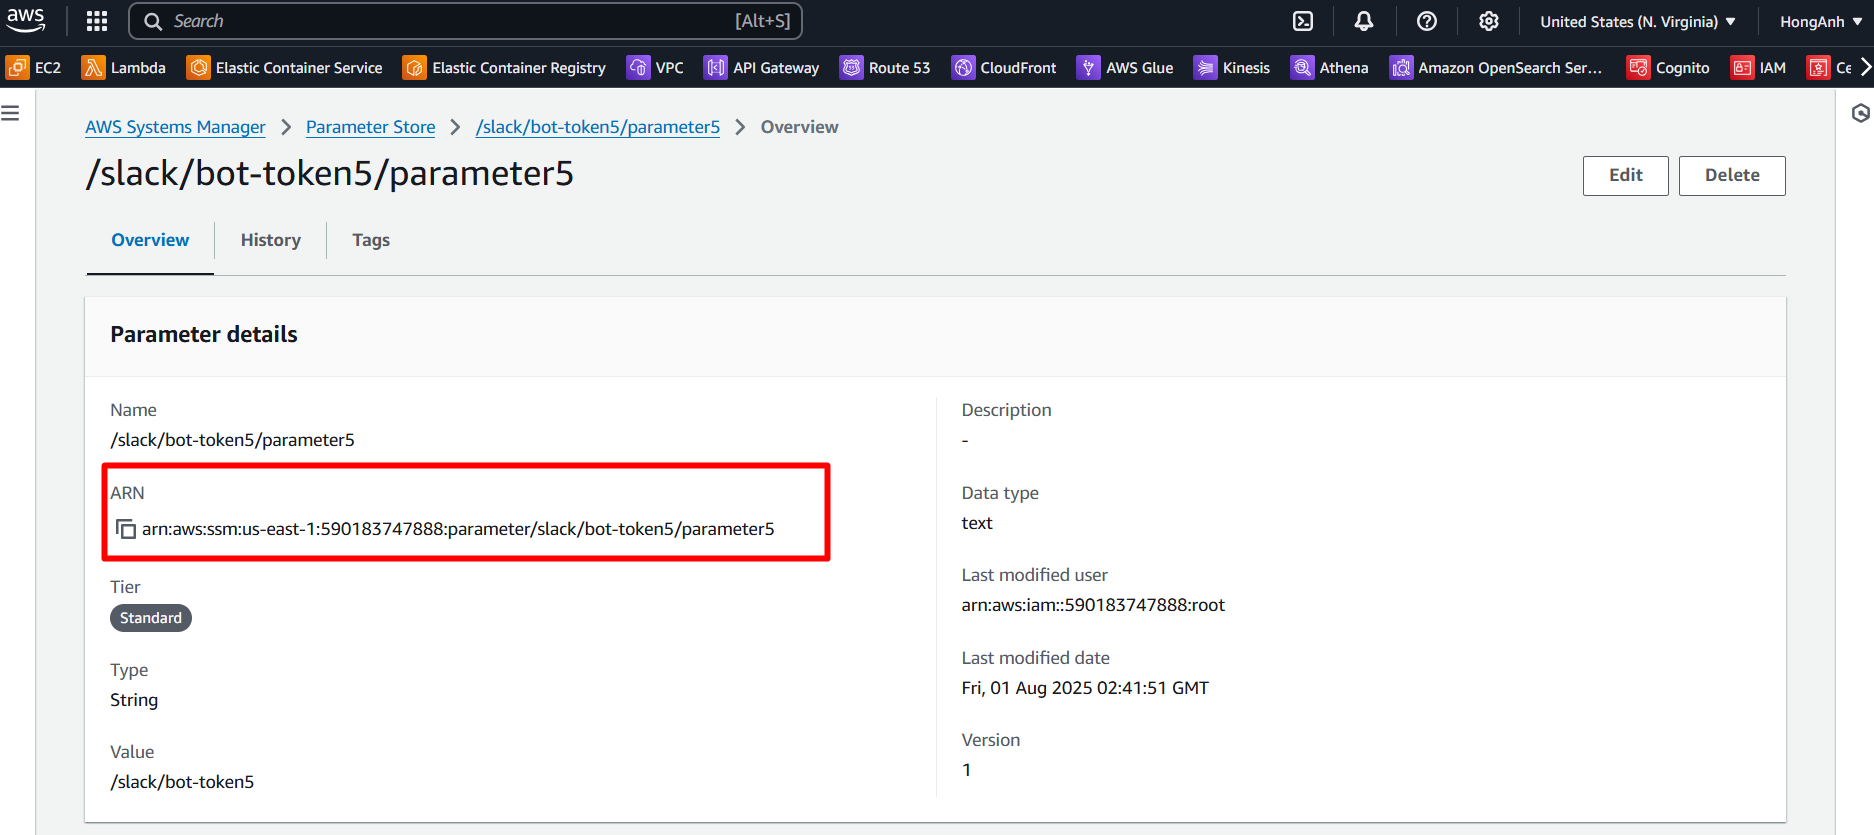 aws
Search [Alt+S]
United States (N. Virginia) HongAnh
EC2 Lambda Elastic Container Service Elastic Container Registry VPC API Gateway Route 53 CloudFront AWS Glue Kinesis Athena Amazon OpenSearch Ser... Cognito IAM Ce
AWS Systems Manager Parameter Store /slack/bot-token5/parameter5 Overview
/slack/bot-token5/parameter5
Edit Delete
Overview History Tags
Parameter details
Name
/slack/bot-token5/parameter5
ARN
arn:aws:ssm:us-east-1:590183747888:parameter/slack/bot-token5/parameter5
Tier
Standard
Type
String
Value
/slack/bot-token5
Description
-
Data type
text
Last modified user
arn:aws:iam::590183747888:root
Last modified date
Fri, 01 Aug 2025 02:41:51 GMT
Version
1